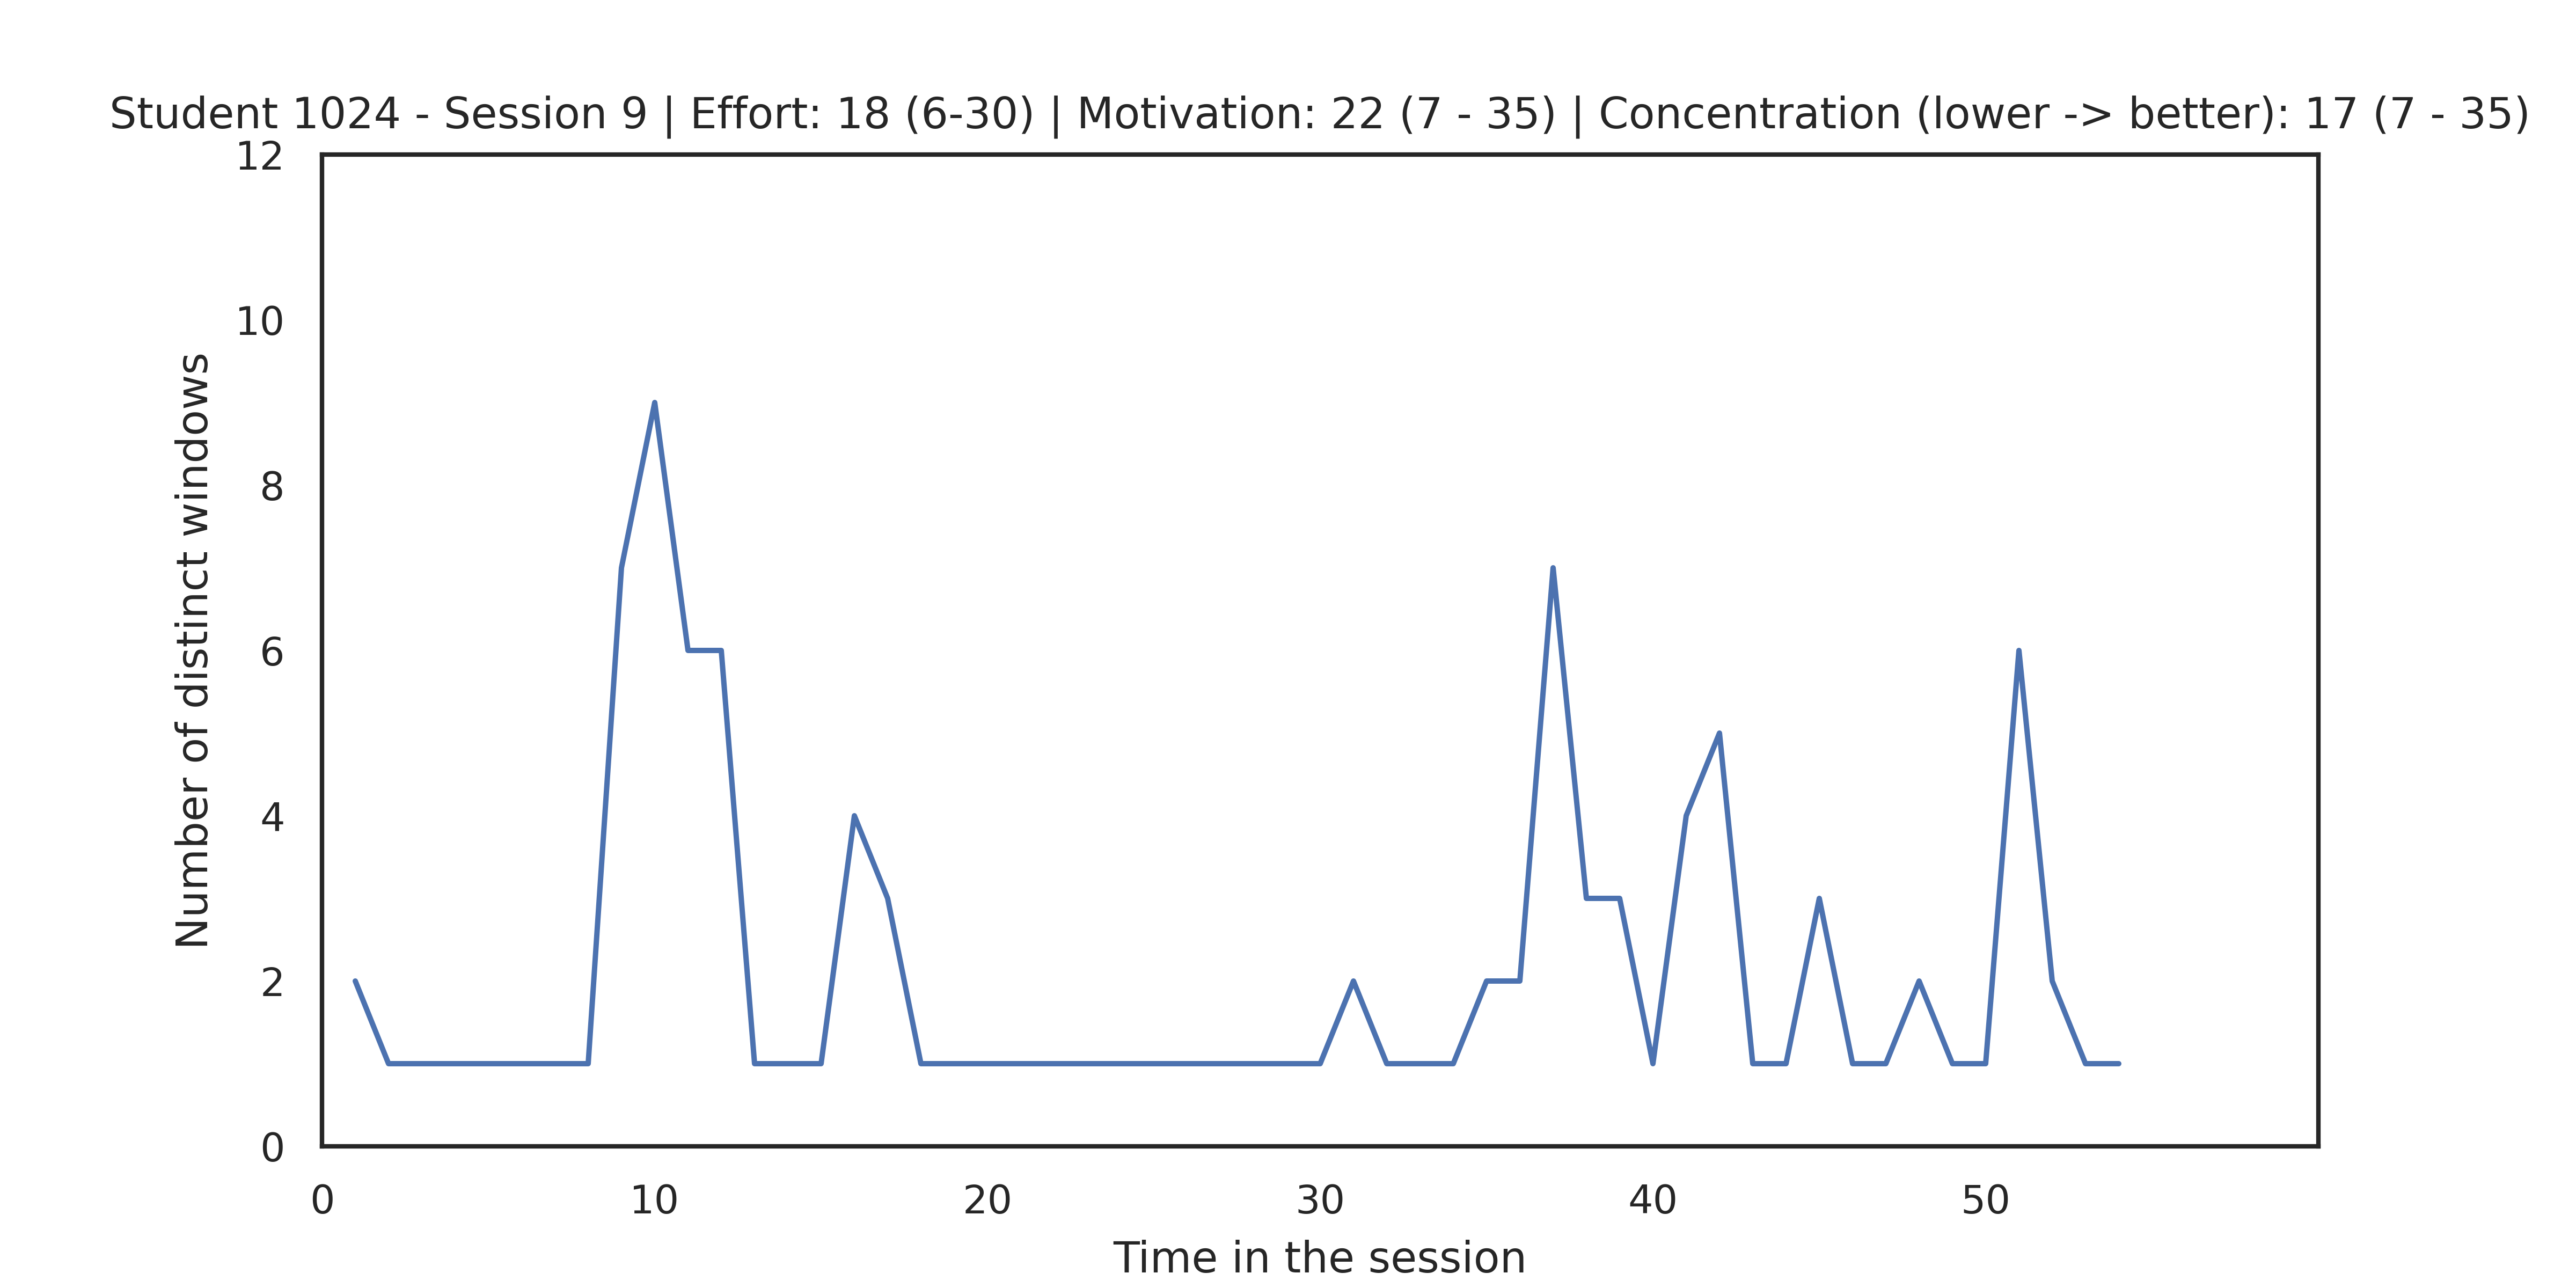 Student 1024 - Session 9 | Effort: 18 (6-30) | Motivation: 22 (7 - 35) | Concentration (lower -> better): 17 (7 - 35)
12
10
8
6
4
2
0
Number of distinct windows
0 10 20 30 40 50
Time in the session